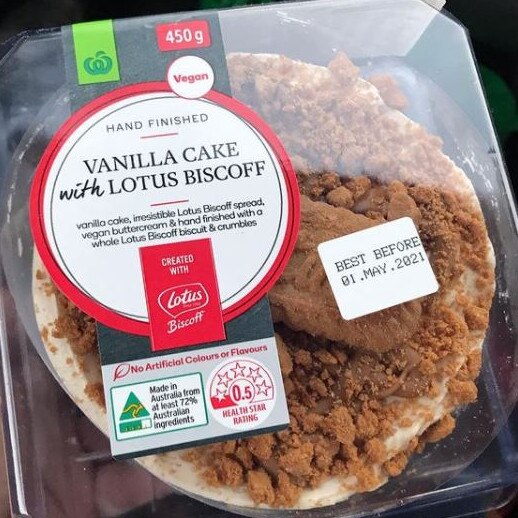 450g
Vegan
HAND FINISHED
VANILLA CAKE
with LOTUS BISCOFF
vanilla cake, irresistible Lotus Biscoff spread,
vegan buttercream & hand finished with a
whole Lotus Biscoff biscuit & crumbles
CREATED
WITH
Lotus
Biscoff
No Artificial Colours or Flavours
Made in
Australia from
at least 72%
Australian
ingredients
0.5
HEALTH STAR
RATING
BEST BEFORE
01.MAY.2021